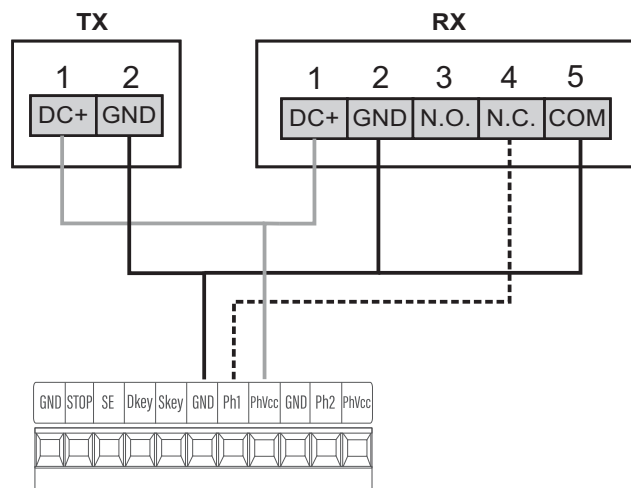 TX RX
1 2 1 2 3 4 5
DC+ GND DC+ GND N.O. N.C. COM
GND STOP SE Dkey Skey GND Ph1 PhVcc GND Ph2 PhVcc